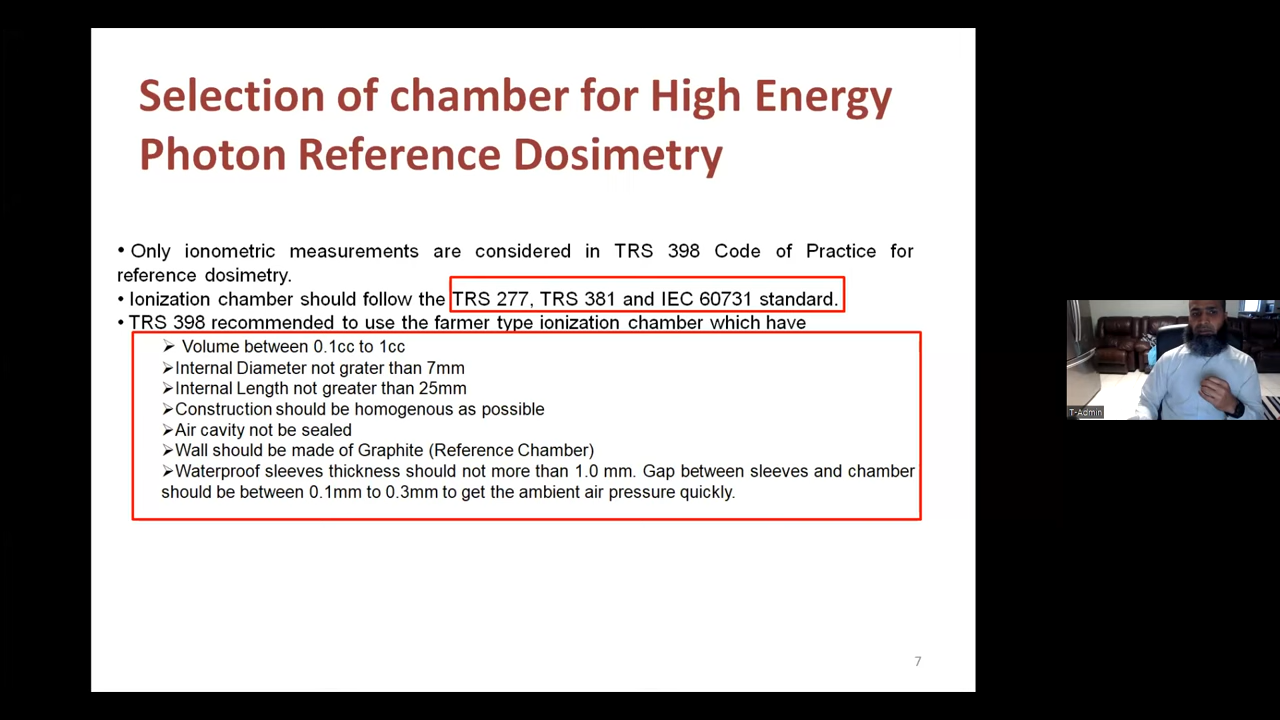 Selection of chamber for High Energy
Photon Reference Dosimetry
• Only ionometric measurements are considered in TRS 398 Code of Practice for
reference dosimetry.
• Ionization chamber should follow the TRS 277, TRS 381 and IEC 60731 standard.
• TRS 398 recommended to use the farmer type ionization chamber which have
➢ Volume between 0.1cc to 1cc
➢Internal Diameter not grater than 7mm
➢Internal Length not greater than 25mm
➢Construction should be homogenous as possible
➢Air cavity not be sealed
➢Wall should be made of Graphite (Reference Chamber)
➢Waterproof sleeves thickness should not more than 1.0 mm. Gap between sleeves and chamber
should be between 0.1mm to 0.3mm to get the ambient air pressure quickly.
7
T-Admin